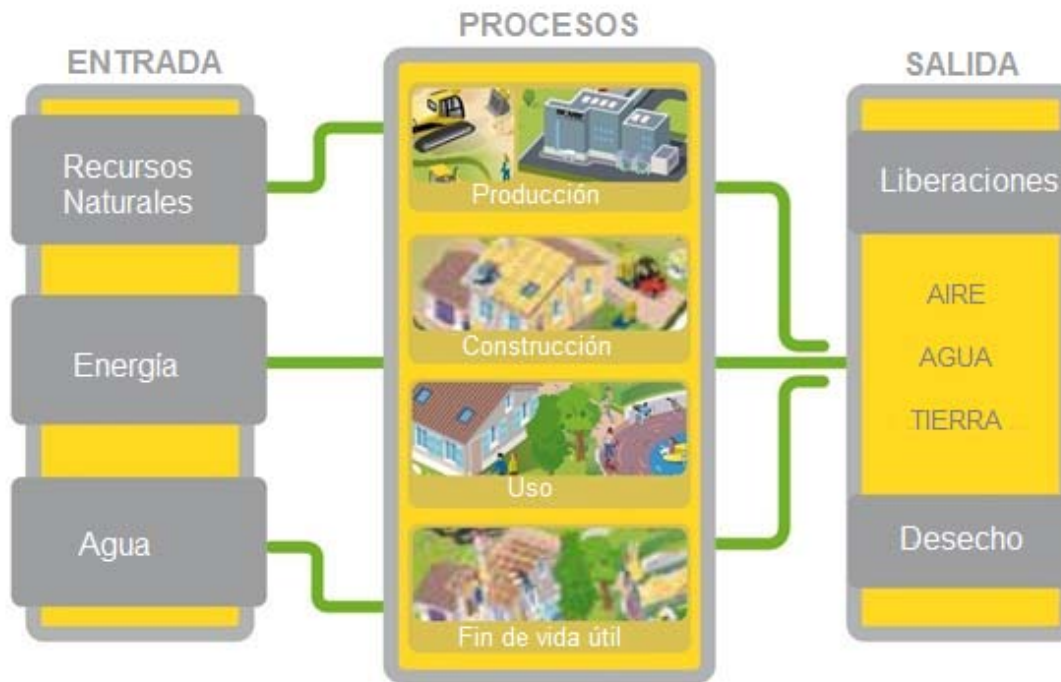 PROCESOS
ENTRADA
SALIDA
Recursos
Naturales
Energía
Agua
Producción
Construcción
Uso
Fin de vida útil
Liberaciones
AIRE
AGUA
TIERRA
Desecho